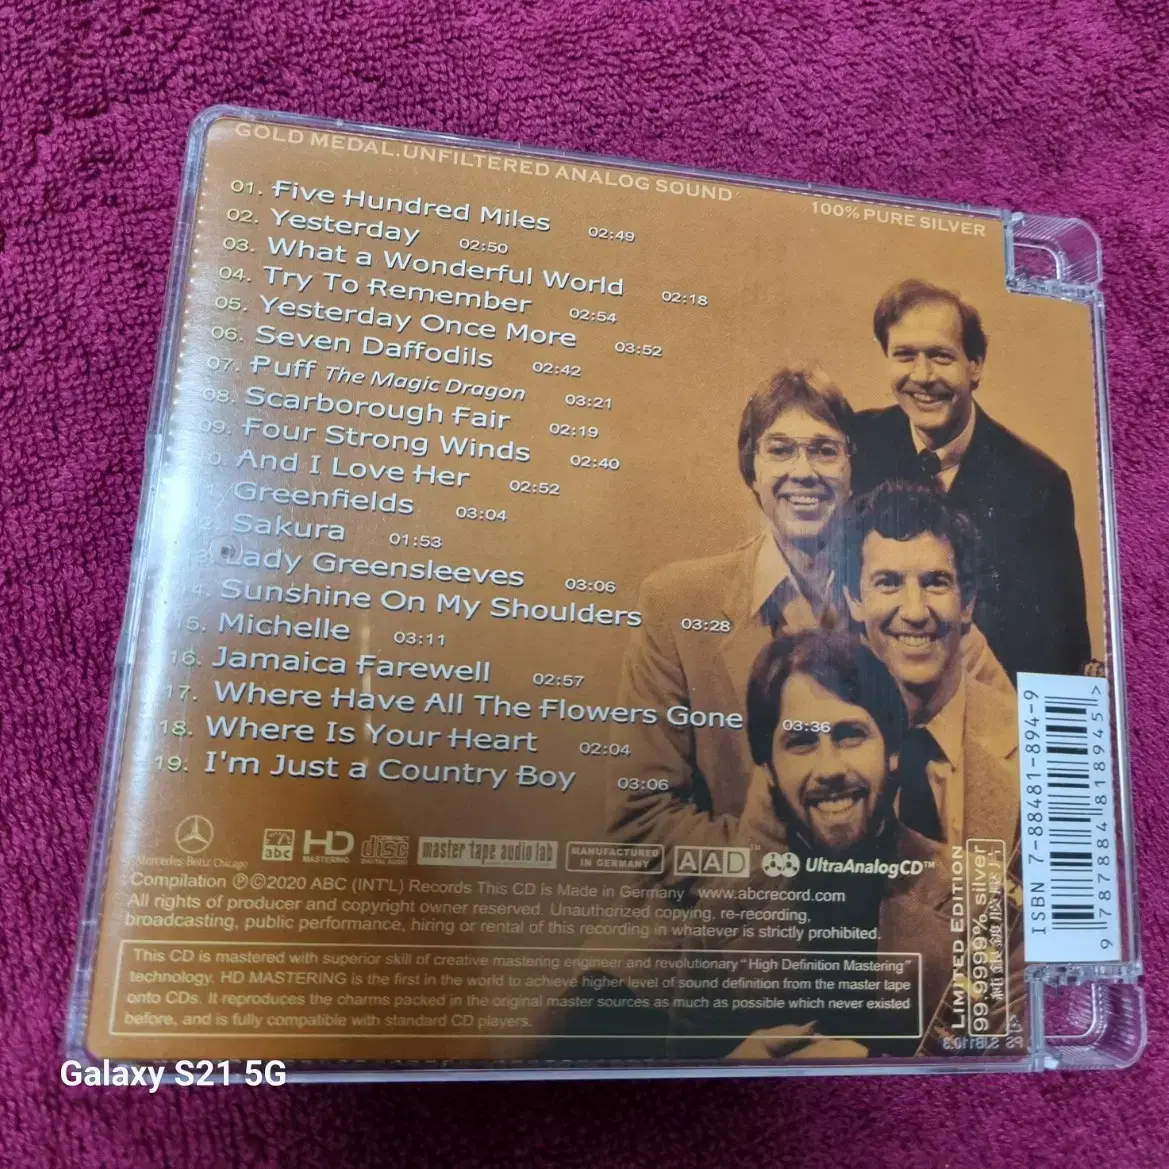 GOLD MEDAL.UNFILTERED ANALOG SOUND
100% PURE SILVER
01. Five Hundred Miles 02:49
02. Yesterday 02:50
03. What a Wonderful World 02:18
04. Try To Remember 02:54
05. Yesterday Once More 03:52
06. Seven Daffodils 02:42
07. Puff The Magic Dragon 03:21
08. Scarborough Fair 02:19
09. Four Strong Winds 02:40
0. And I Love Her 02:52
Greenfields 03:04
Sakura 01:53
3. Lady Greensleeves 03:06
4. Sunshine On My Shoulders 03:28
15. Michelle 03:11
16. Jamaica Farewell 02:57
17. Where Have All The Flowers Gone 03:36
18. Where Is Your Heart 02:04
19. I'm Just a Country Boy 03:06
Mercedes-Benz Chicago
abc
HD MASTERING
COMPACT disc DIGITAL AUDIO
master tape audio lab
MANUFACTURED IN GERMANY
AAD
UltraAnalogCD™
Compilation ℗©2020 ABC (INT'L) Records This CD is Made in Germany www.abcrecord.com
All rights of producer and copyright owner reserved. Unauthorized copying, re-recording,
broadcasting, public performance, hiring or rental of this recording in whatever is strictly prohibited.
This CD is mastered with superior skill of creative mastering engineer and revolutionary "High Definition Mastering"
technology. HD MASTERING is the first in the world to achieve higher level of sound definition from the master tape
onto CDs. It reproduces the charms packed in the original master sources as much as possible which never existed
before, and is fully compatible with standard CD players.
LIMITED EDITION
99.9999% silver
ISBN 7-88481-894-9
9 787884 818945 >
Galaxy S21 5G